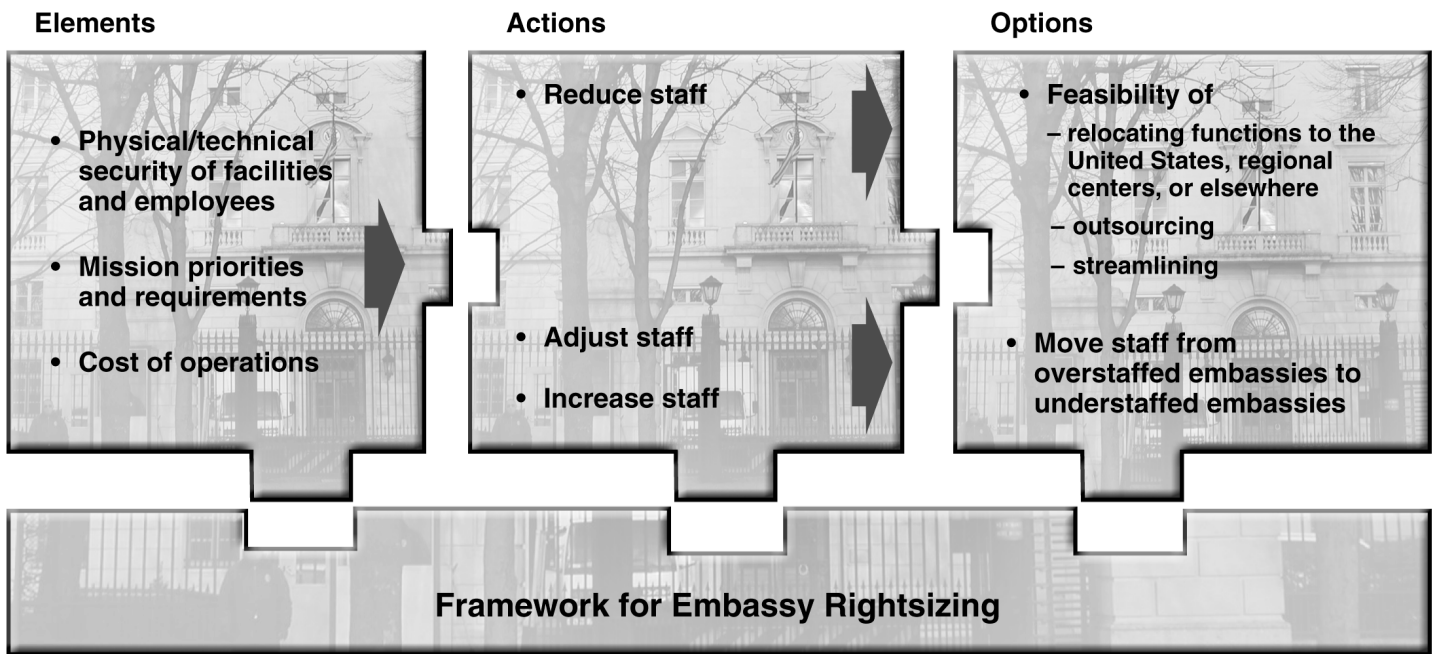 Elements
• Physical/technical
security of facilities
and employees
• Mission priorities
and requirements
• Cost of operations
Actions
• Reduce staff
• Adjust staff
• Increase staff
Options
• Feasibility of
– relocating functions to the
United States, regional
centers, or elsewhere
– outsourcing
– streamlining
• Move staff from
overstaffed embassies to
understaffed embassies
Framework for Embassy Rightsizing